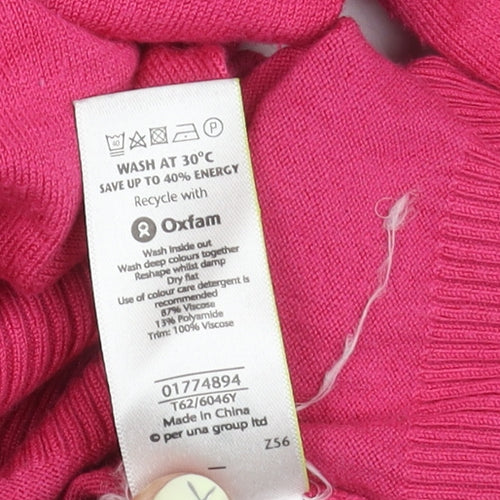 40
P
WASH AT 30°C
SAVE UP TO 40% ENERGY
Recycle with
Oxfam
Wash inside out
Wash deep colours together
Reshape whilst damp
Dry flat
Use of colour care detergent is
recommended
87% Viscose
13% Polyamide
Trim: 100% Viscose
01774894
T62/6046Y
Made in China
© per una group ltd
Z56